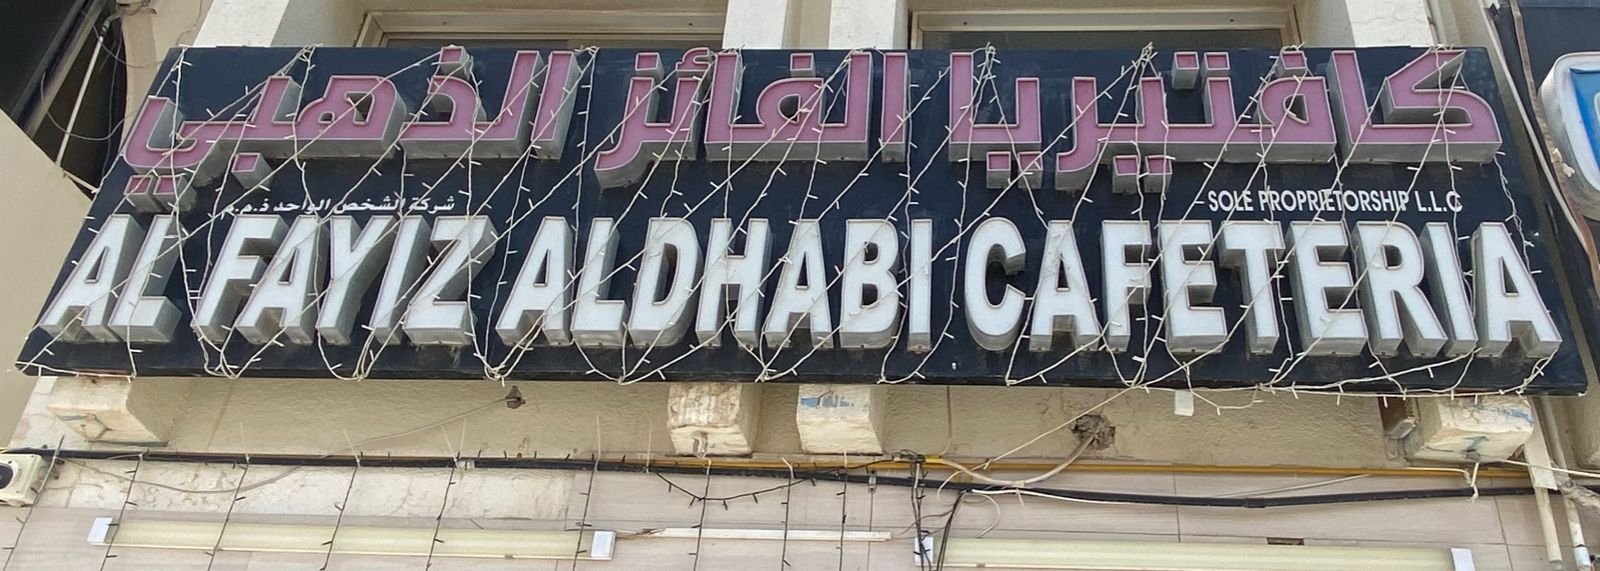 كافتيريا الفائز الذهبي
شركة الشخص الواحد ذ.م.م
- SOLE PROPRIETORSHIP L.L.C
AL FAYIZ ALDHABI CAFETERIA